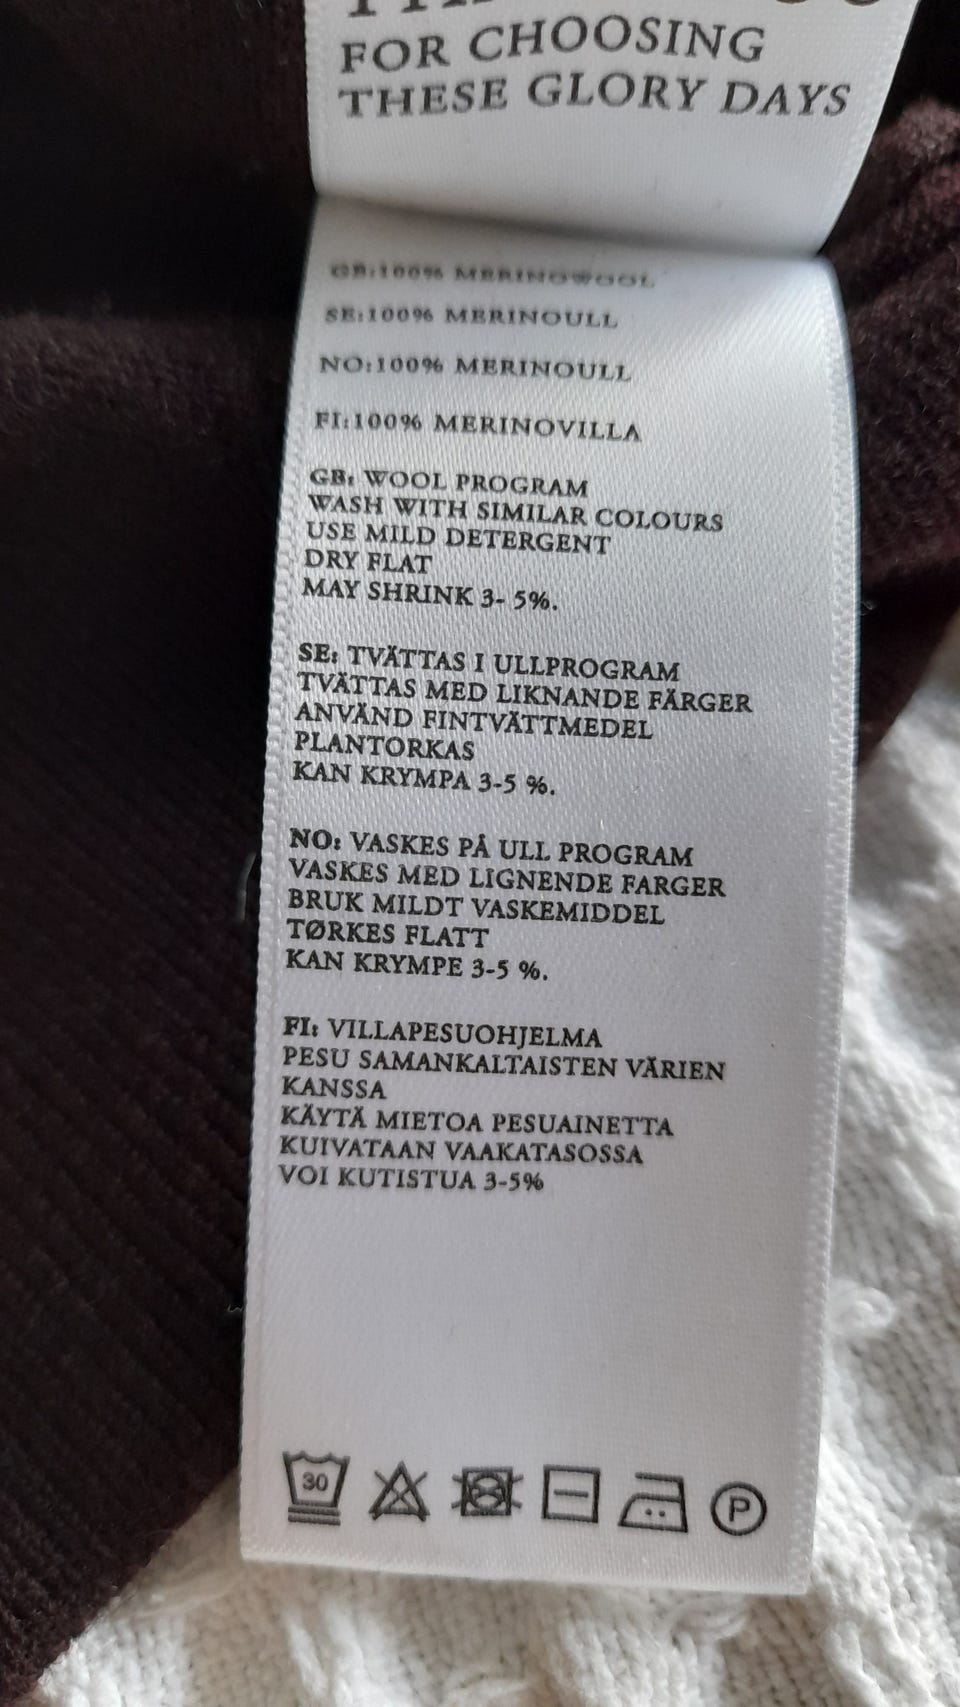 FOR CHOOSING
THESE GLORY DAYS
GB:100% MERINOWOOL
SE:100% MERINOULL
NO:100% MERINOULL
FI:100% MERINOVILLA
GB: WOOL PROGRAM
WASH WITH SIMILAR COLOURS
USE MILD DETERGENT
DRY FLAT
MAY SHRINK 3- 5%.
SE: TVÄTTAS I ULLPROGRAM
TVÄTTAS MED LIKNANDE FÄRGER
ANVÄND FINTVÄTTMEDEL
PLANTORKAS
KAN KRYMPA 3-5 %.
NO: VASKES PÅ ULL PROGRAM
VASKES MED LIGNENDE FARGER
BRUK MILDT VASKEMIDDEL
TØRKES FLATT
KAN KRYMPE 3-5 %.
FI: VILLAPESUOHJELMA
PESU SAMANKALTAISTEN VÄRIEN
KANSSA
KÄYTÄ MIETOA PESUAINETTA
KUIVATAAN VAAKATASOSSA
VOI KUTISTUA 3-5%
30 P